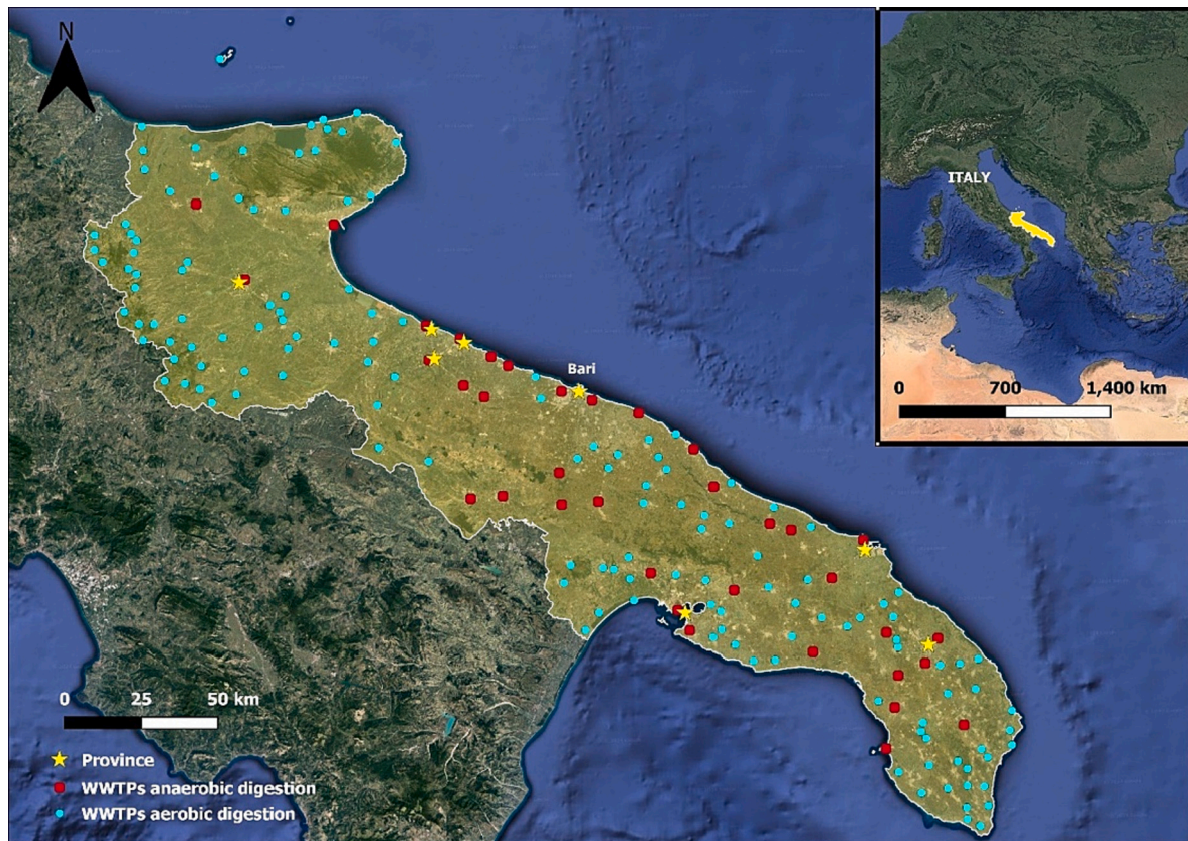 N
ITALY
0 700 1,400 km
Bari
0 25 50 km
Province
WWTPs anaerobic digestion
WWTPs aerobic digestion